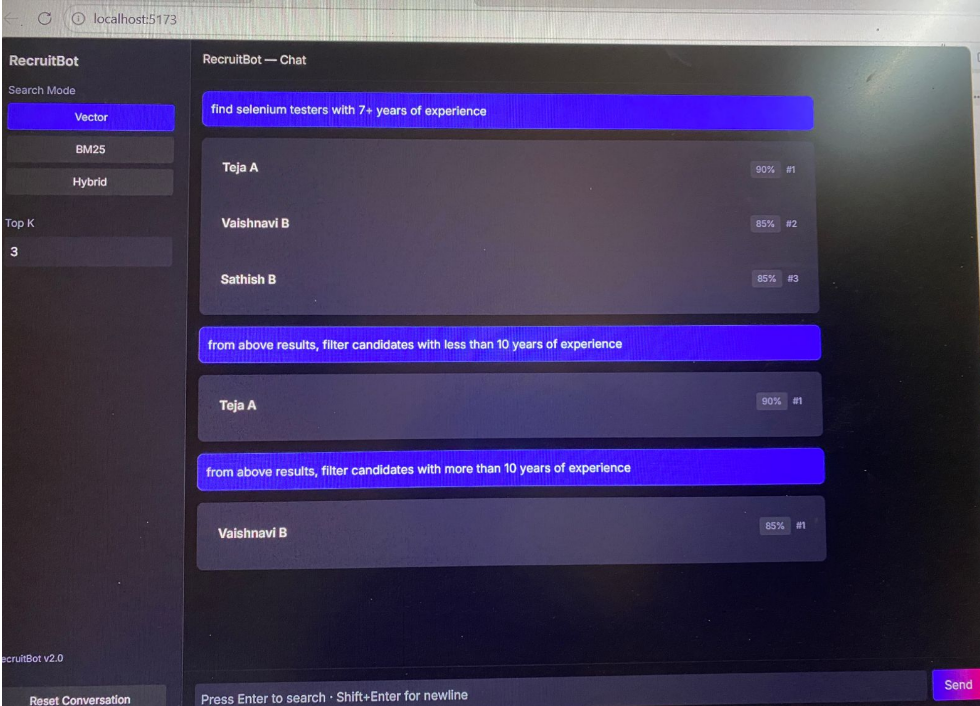 localhost:5173
RecruitBot
Search Mode
Vector
BM25
Hybrid
Top K
3
RecruitBot — Chat
find selenium testers with 7+ years of experience
Teja A 90% #1
Vaishnavi B 85% #2
Sathish B 85% #3
from above results, filter candidates with less than 10 years of experience
Teja A 90% #1
from above results, filter candidates with more than 10 years of experience
Vaishnavi B 85% #1
ecruitBot v2.0
Reset Conversation
Press Enter to search · Shift+Enter for newline
Send